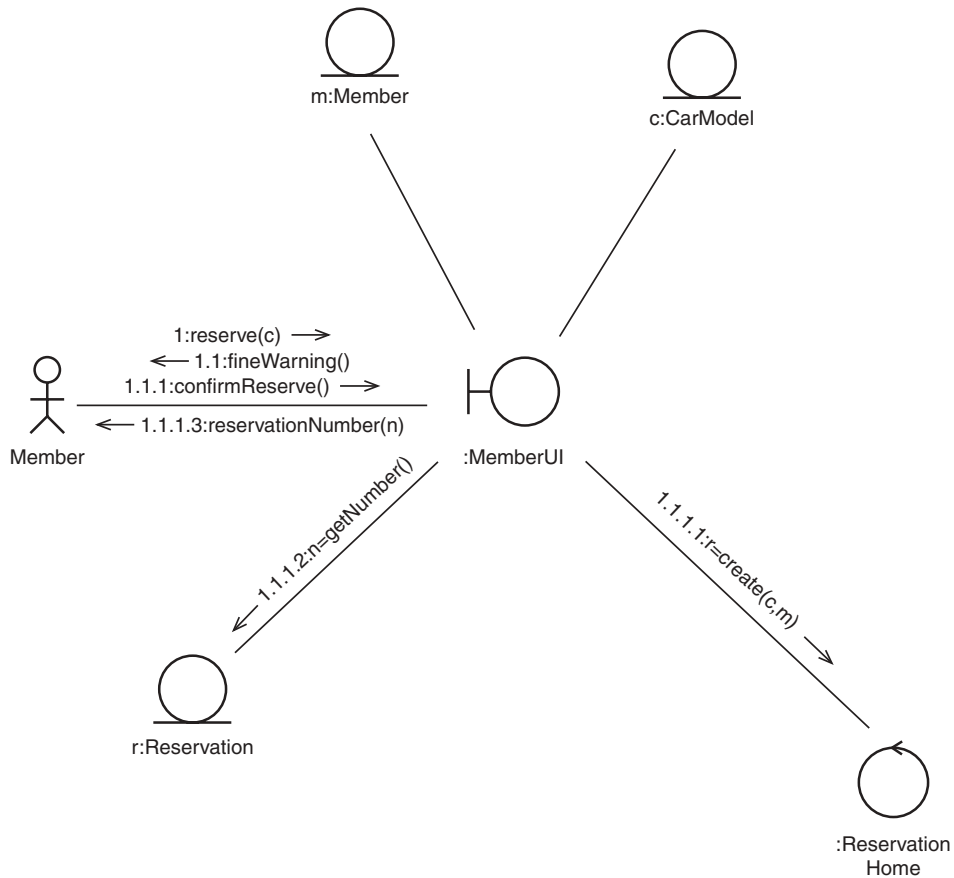 m:Member
c:CarModel
1:reserve(c)
1.1:fineWarning()
1.1.1:confirmReserve()
1.1.1.3:reservationNumber(n)
Member
:MemberUI
1.1.1.2:n=getNumber()
1.1.1.1:r=create(c,m)
r:Reservation
:Reservation
Home